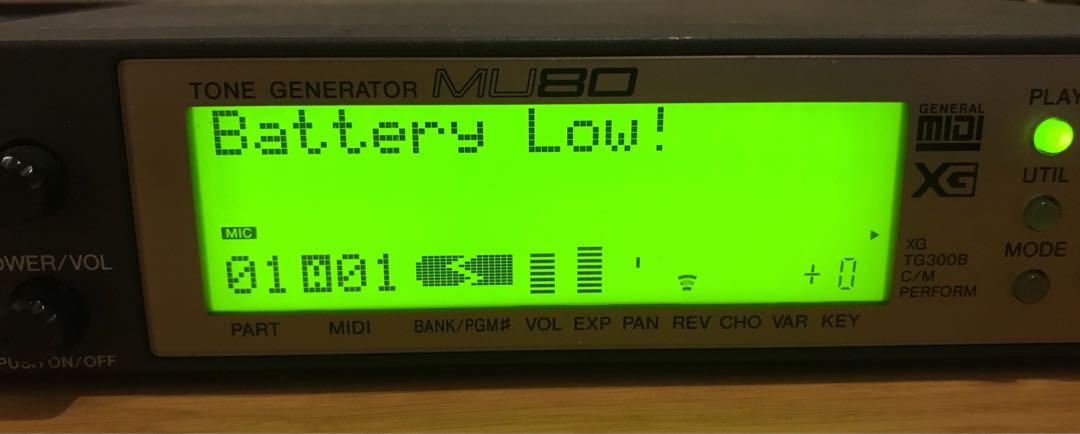 TONE GENERATOR MU80
Battery Low!
MIC
01 01 + 0
PART MIDI BANK/PGM# VOL EXP PAN REV CHO VAR KEY
OWER/VOL
PUSH ON/OFF
GENERAL
MIDI
XG
PLAY
UTIL
MODE
XG
TG300B
C/M
PERFORM